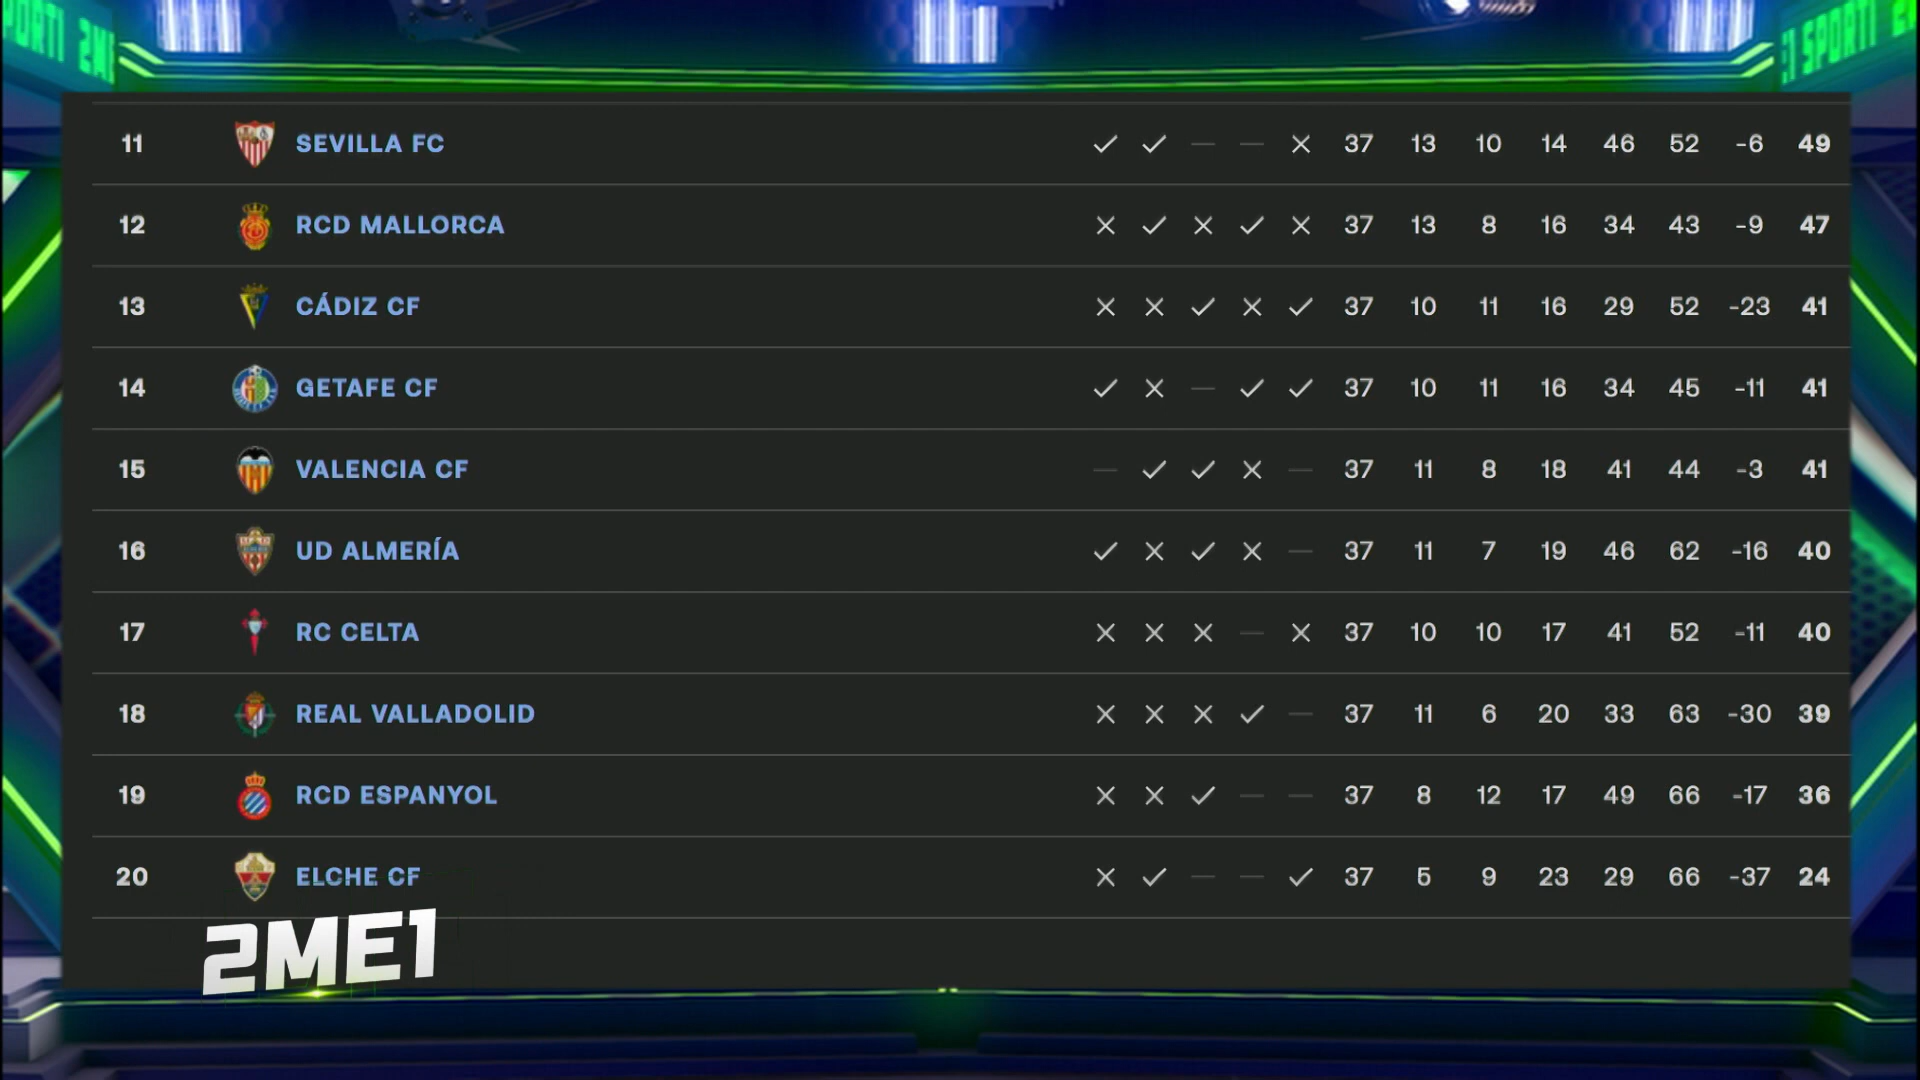 SPORTI 2ME
2ME1 SPORTI 2
11 SEVILLA FC ✓ ✓ — — ✕ 37 13 10 14 46 52 -6 49
12 RCD MALLORCA ✕ ✓ ✕ ✓ ✕ 37 13 8 16 34 43 -9 47
13 CÁDIZ CF ✕ ✕ ✓ ✕ ✓ 37 10 11 16 29 52 -23 41
14 GETAFE CF ✓ ✕ — ✓ ✓ 37 10 11 16 34 45 -11 41
15 VALENCIA CF — ✓ ✓ ✕ — 37 11 8 18 41 44 -3 41
16 UD ALMERÍA ✓ ✕ ✓ ✕ — 37 11 7 19 46 62 -16 40
17 RC CELTA ✕ ✕ ✕ — ✕ 37 10 10 17 41 52 -11 40
18 REAL VALLADOLID ✕ ✕ ✕ ✓ — 37 11 6 20 33 63 -30 39
19 RCD ESPANYOL ✕ ✕ ✓ — — 37 8 12 17 49 66 -17 36
20 ELCHE CF ✕ ✓ — — ✓ 37 5 9 23 29 66 -37 24
2ME1